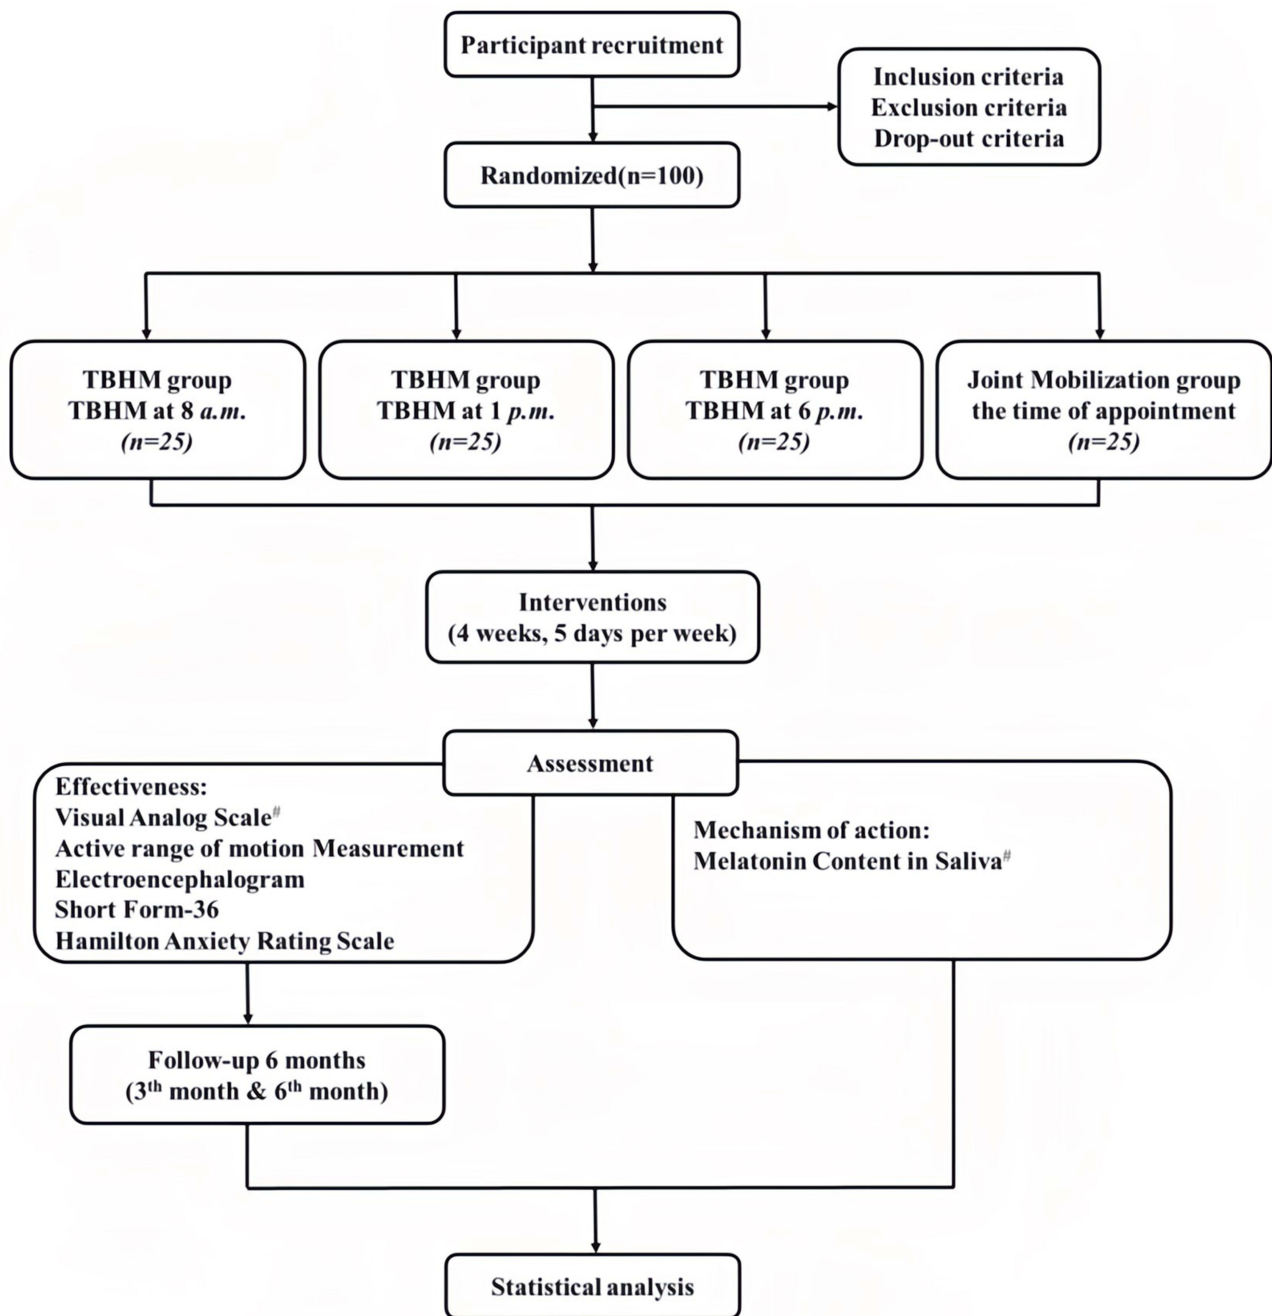 Participant recruitment
Inclusion criteria
Exclusion criteria
Drop-out criteria
Randomized(n=100)
TBHM group
TBHM at 8 a.m.
(n=25)
TBHM group
TBHM at 1 p.m.
(n=25)
TBHM group
TBHM at 6 p.m.
(n=25)
Joint Mobilization group
the time of appointment
(n=25)
Interventions
(4 weeks, 5 days per week)
Assessment
Effectiveness:
Visual Analog Scale#
Active range of motion Measurement
Electroencephalogram
Short Form-36
Hamilton Anxiety Rating Scale
Mechanism of action:
Melatonin Content in Saliva#
Follow-up 6 months
(3th month & 6th month)
Statistical analysis